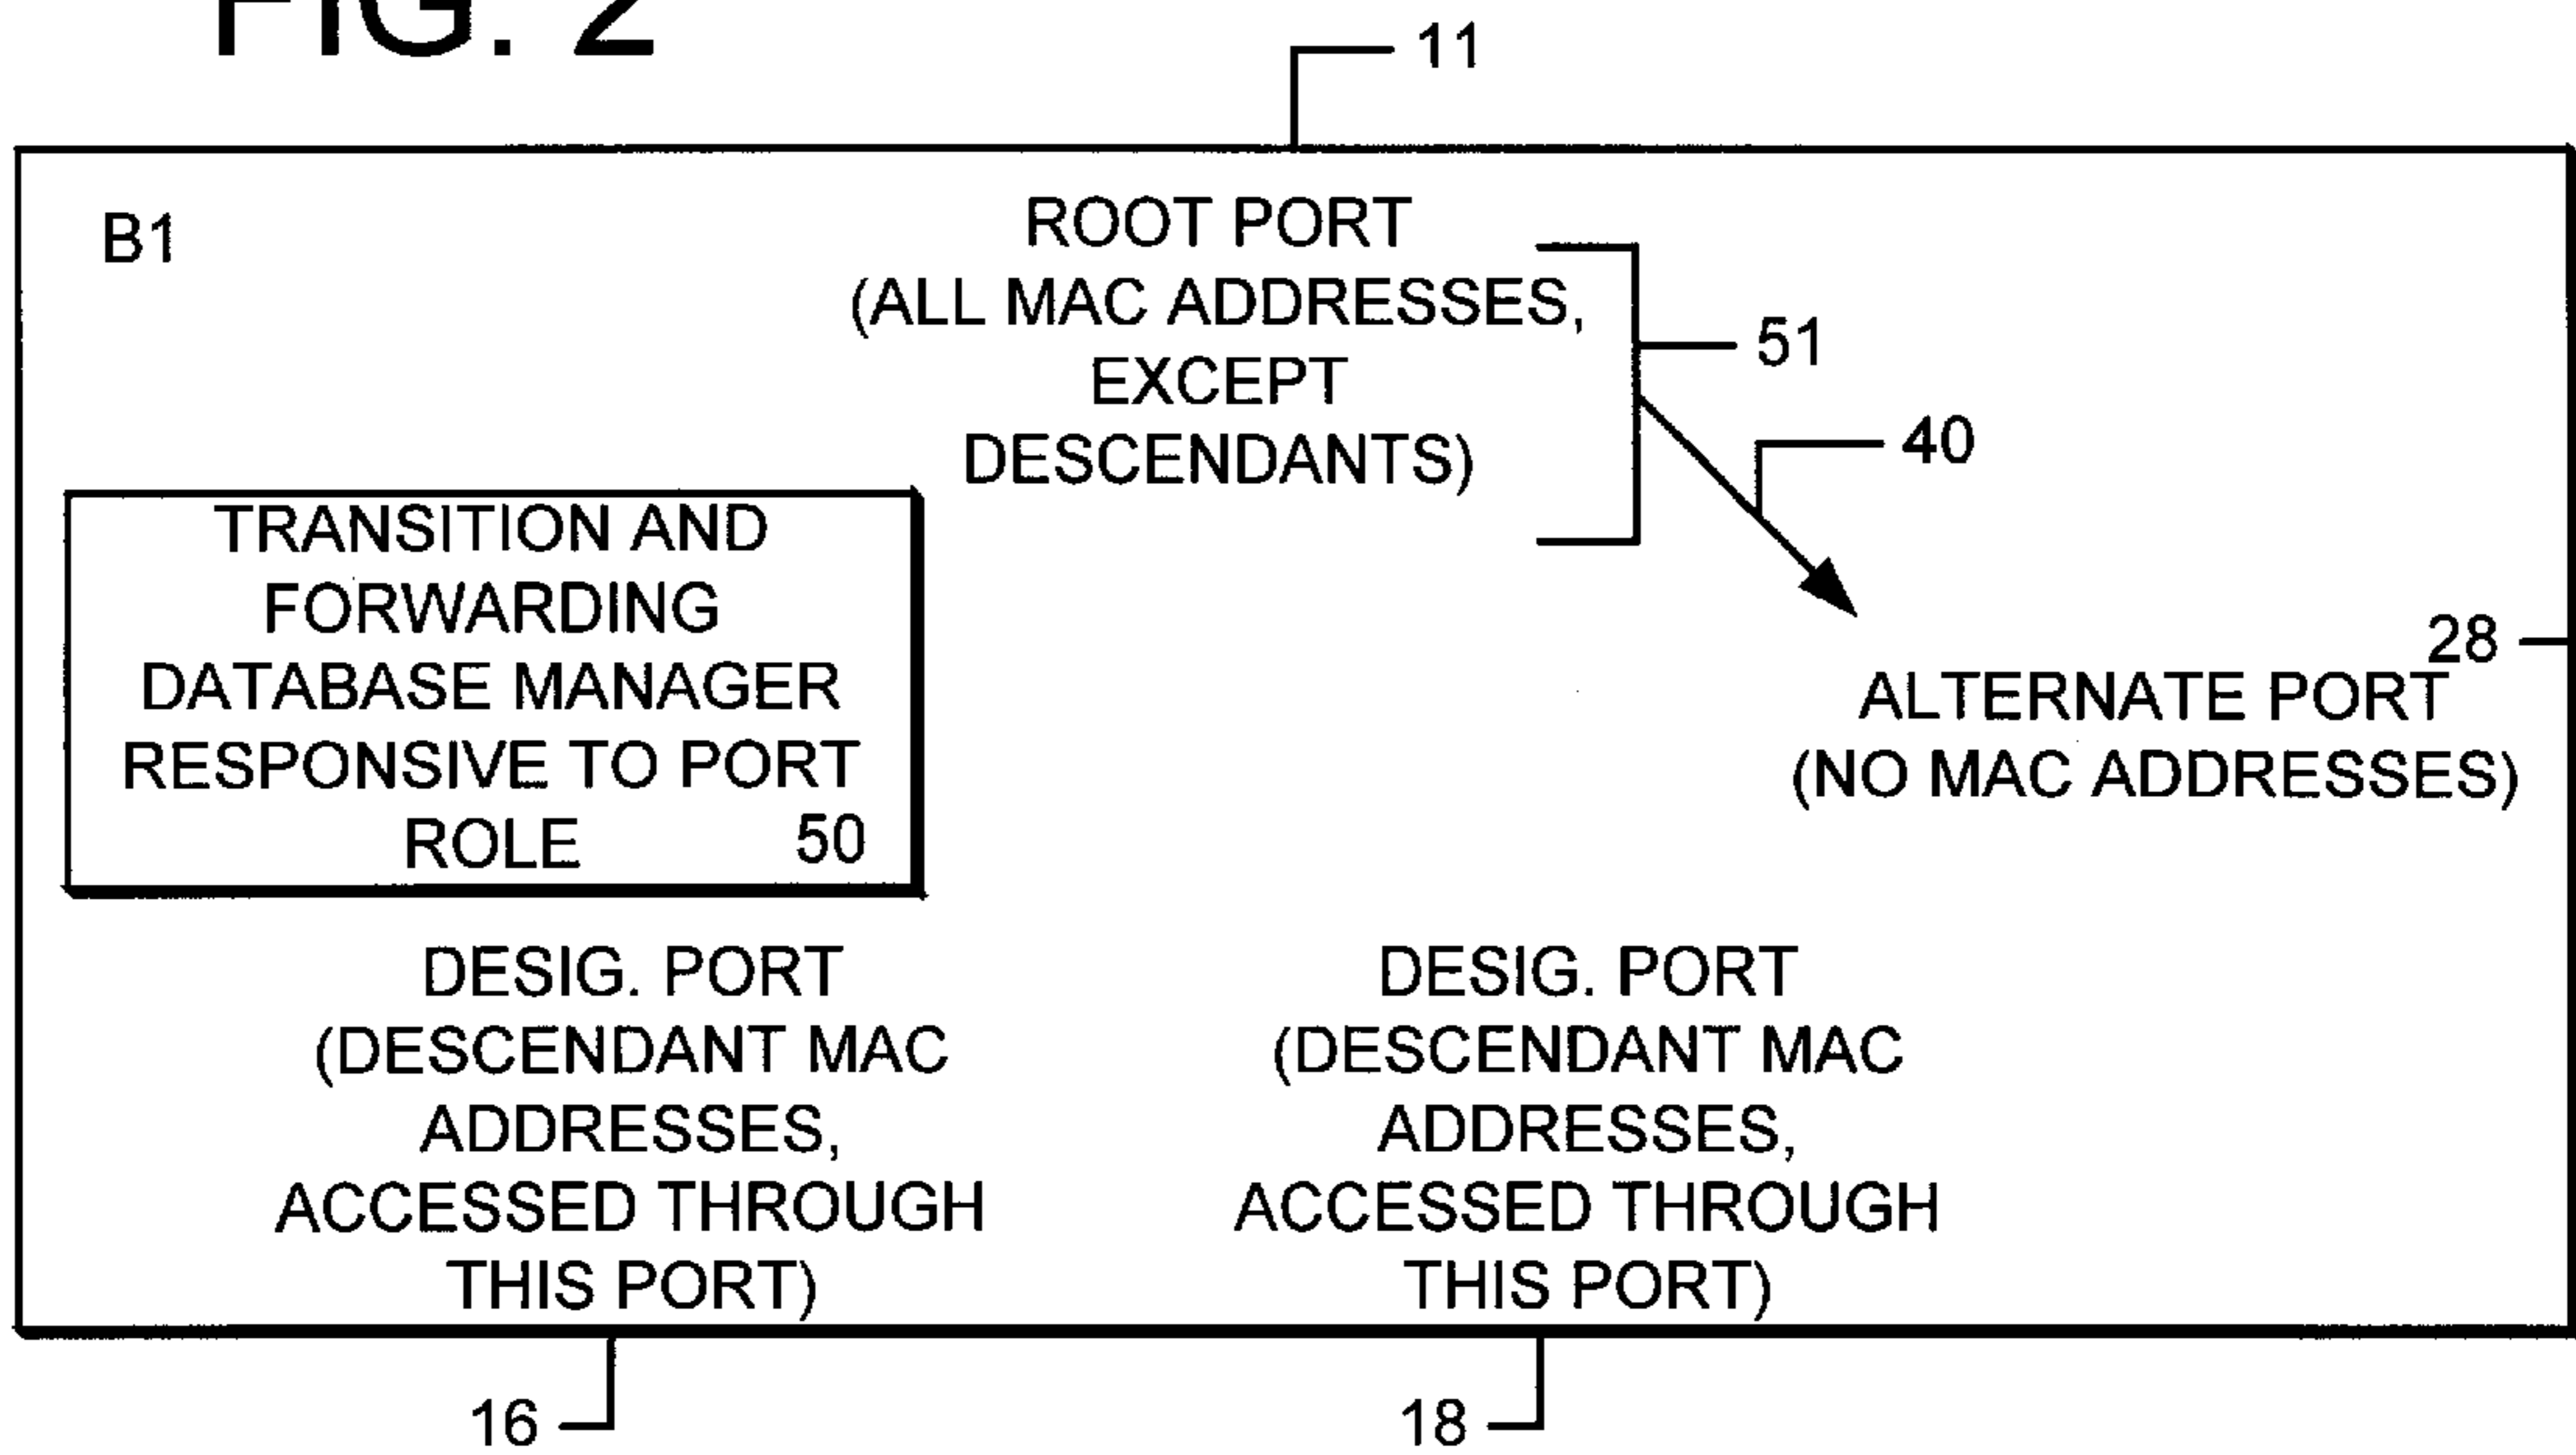 FIG. 2
11
B1
ROOT PORT
(ALL MAC ADDRESSES,
EXCEPT
DESCENDANTS)
51
40
TRANSITION AND
FORWARDING
DATABASE MANAGER
RESPONSIVE TO PORT
ROLE 50
28
ALTERNATE PORT
(NO MAC ADDRESSES)
DESIG. PORT
(DESCENDANT MAC
ADDRESSES,
ACCESSED THROUGH
THIS PORT)
DESIG. PORT
(DESCENDANT MAC
ADDRESSES,
ACCESSED THROUGH
THIS PORT)
16
18